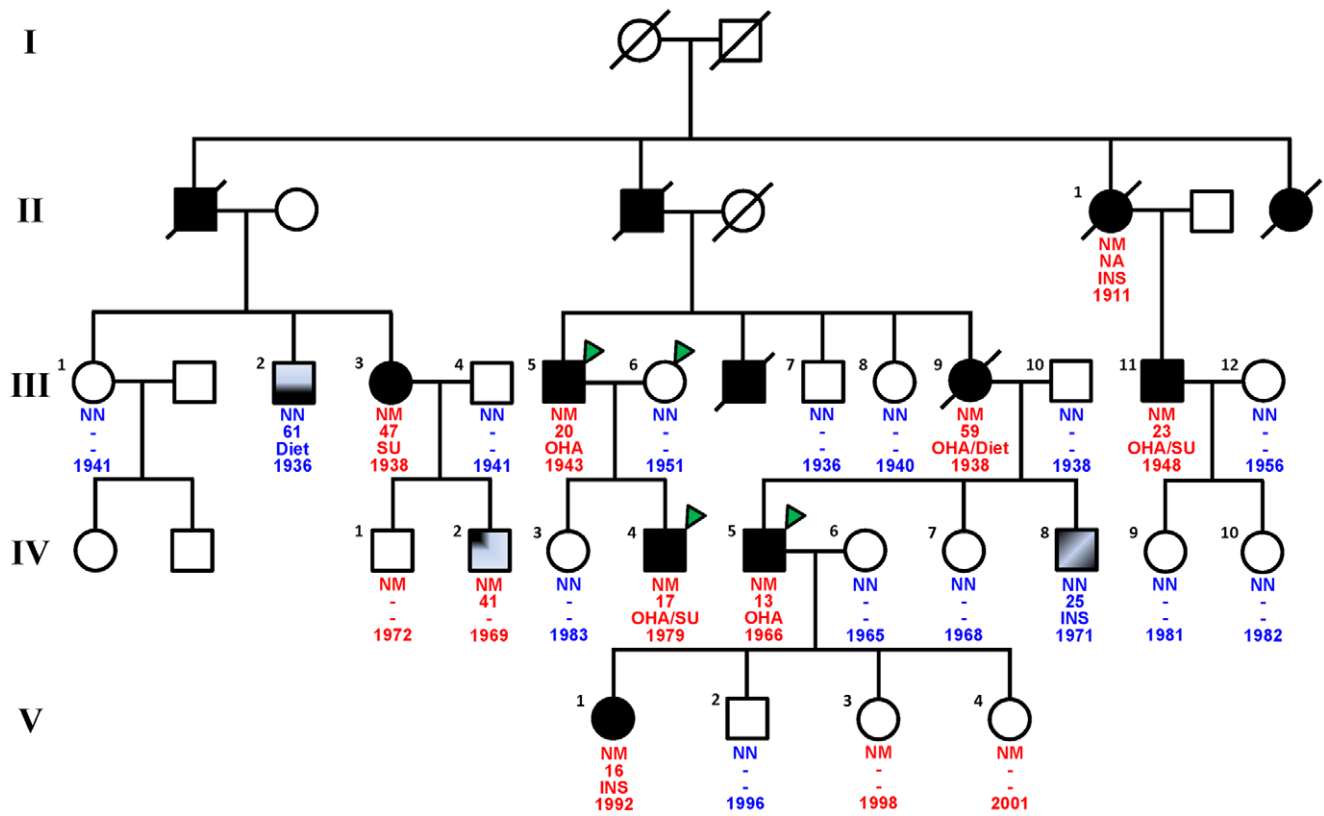 I
II
1
NM
NA
INS
1911
III
1
NN
-
-
1941
2
NN
61
Diet
1936
3
NM
47
SU
1938
4
NN
-
-
1941
5
NM
20
OHA
1943
6
NN
-
-
1951
7
NN
-
-
1936
8
NN
-
-
1940
9
NM
59
OHA/Diet
1938
10
NN
-
-
1938
11
NM
23
OHA/SU
1948
12
NN
-
-
1956
IV
1
NM
-
-
1972
2
NM
41
-
1969
3
NN
-
-
1983
4
NM
17
OHA/SU
1979
5
NM
13
OHA
1966
6
NN
-
-
1965
7
NN
-
-
1968
8
NN
25
INS
1971
9
NN
-
-
1981
10
NN
-
-
1982
V
1
NM
16
INS
1992
2
NN
-
-
1996
3
NM
-
-
1998
4
NM
-
-
2001